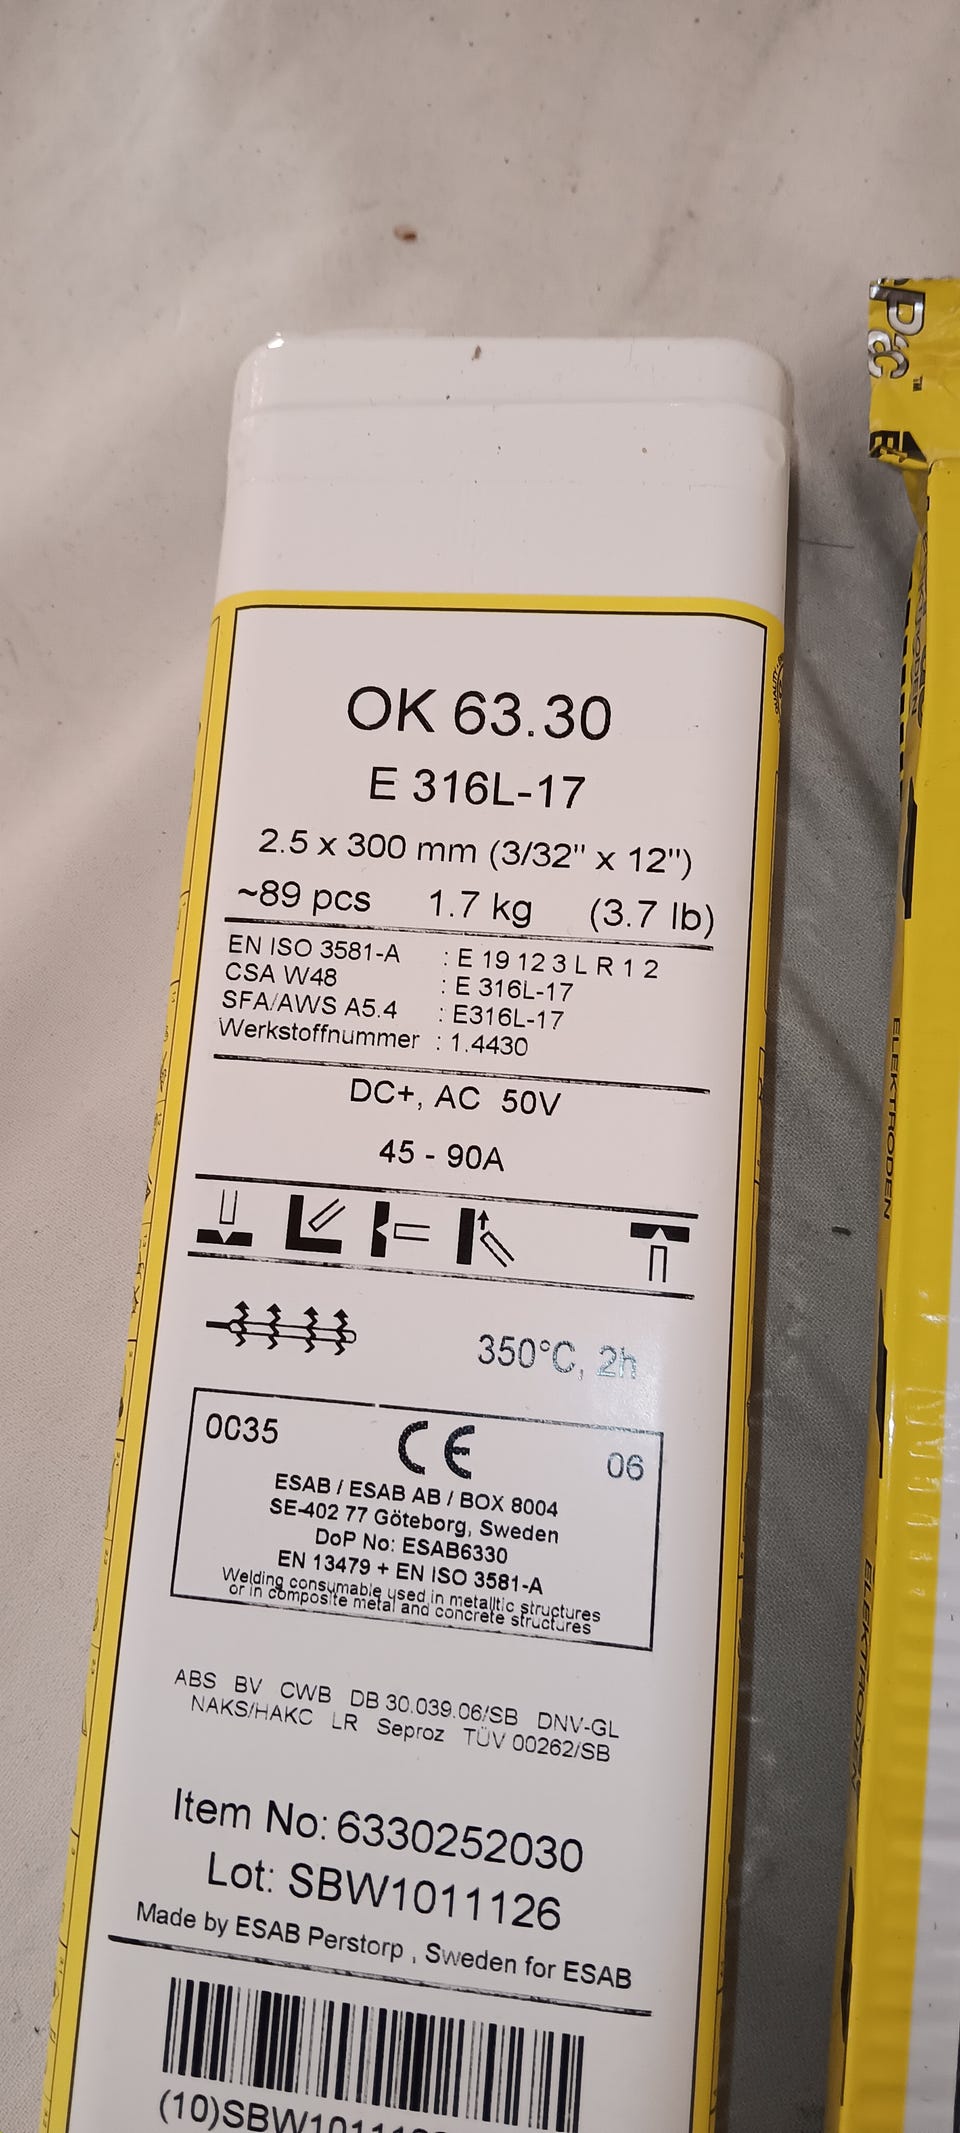 OK 63.30
E 316L-17
2.5 x 300 mm (3/32" x 12")
~89 pcs 1.7 kg (3.7 lb)
EN ISO 3581-A : E 19 12 3 L R 1 2
CSA W48 : E 316L-17
SFA/AWS A5.4 : E316L-17
Werkstoffnummer : 1.4430
DC+, AC 50V
45 - 90A
350°C, 2h
0035 CE 06
ESAB / ESAB AB / BOX 8004
SE-402 77 Göteborg, Sweden
DoP No: ESAB6330
EN 13479 + EN ISO 3581-A
Welding consumable used in metalltic structures
or in composite metal and concrete structures
ABS BV CWB DB 30.039.06/SB DNV-GL
NAKS/HAKC LR Seproz TÜV 00262/SB
Item No: 6330252030
Lot: SBW1011126
Made by ESAB Perstorp , Sweden for ESAB
ELEKTRODEN
ELEKTRODEN